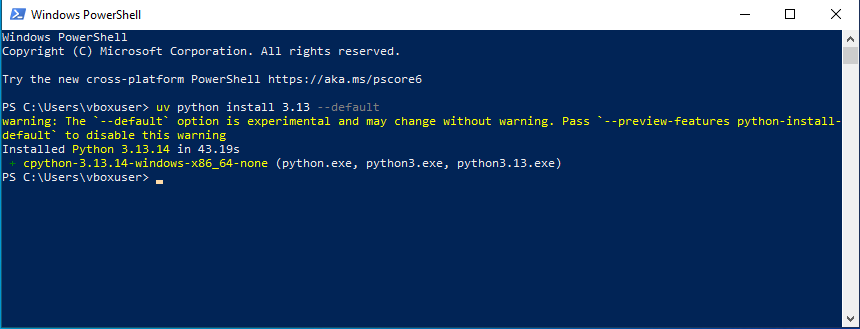 Windows PowerShell
Windows PowerShell
Copyright (C) Microsoft Corporation. All rights reserved.
Try the new cross-platform PowerShell https://aka.ms/pscore6
PS C:\Users\vboxuser> uv python install 3.13 --default
warning: The `--default` option is experimental and may change without warning. Pass `--preview-features python-install-
default` to disable this warning
Installed Python 3.13.14 in 43.19s
+ cpython-3.13.14-windows-x86_64-none (python.exe, python3.exe, python3.13.exe)
PS C:\Users\vboxuser>